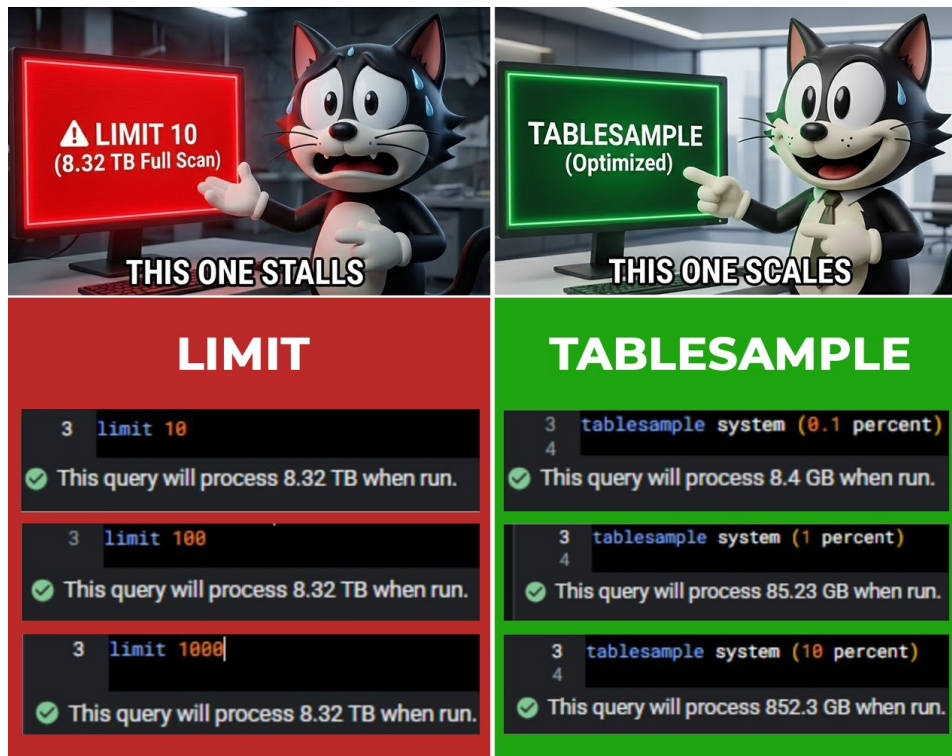 ⚠ LIMIT 10
(8.32 TB Full Scan)
THIS ONE STALLS
TABLESAMPLE
(Optimized)
THIS ONE SCALES
LIMIT
3 limit 10
This query will process 8.32 TB when run.
3 limit 100
This query will process 8.32 TB when run.
3 limit 1000
This query will process 8.32 TB when run.
TABLESAMPLE
3 tablesample system (0.1 percent)
4
This query will process 8.4 GB when run.
3 tablesample system (1 percent)
4
This query will process 85.23 GB when run.
3 tablesample system (10 percent)
4
This query will process 852.3 GB when run.